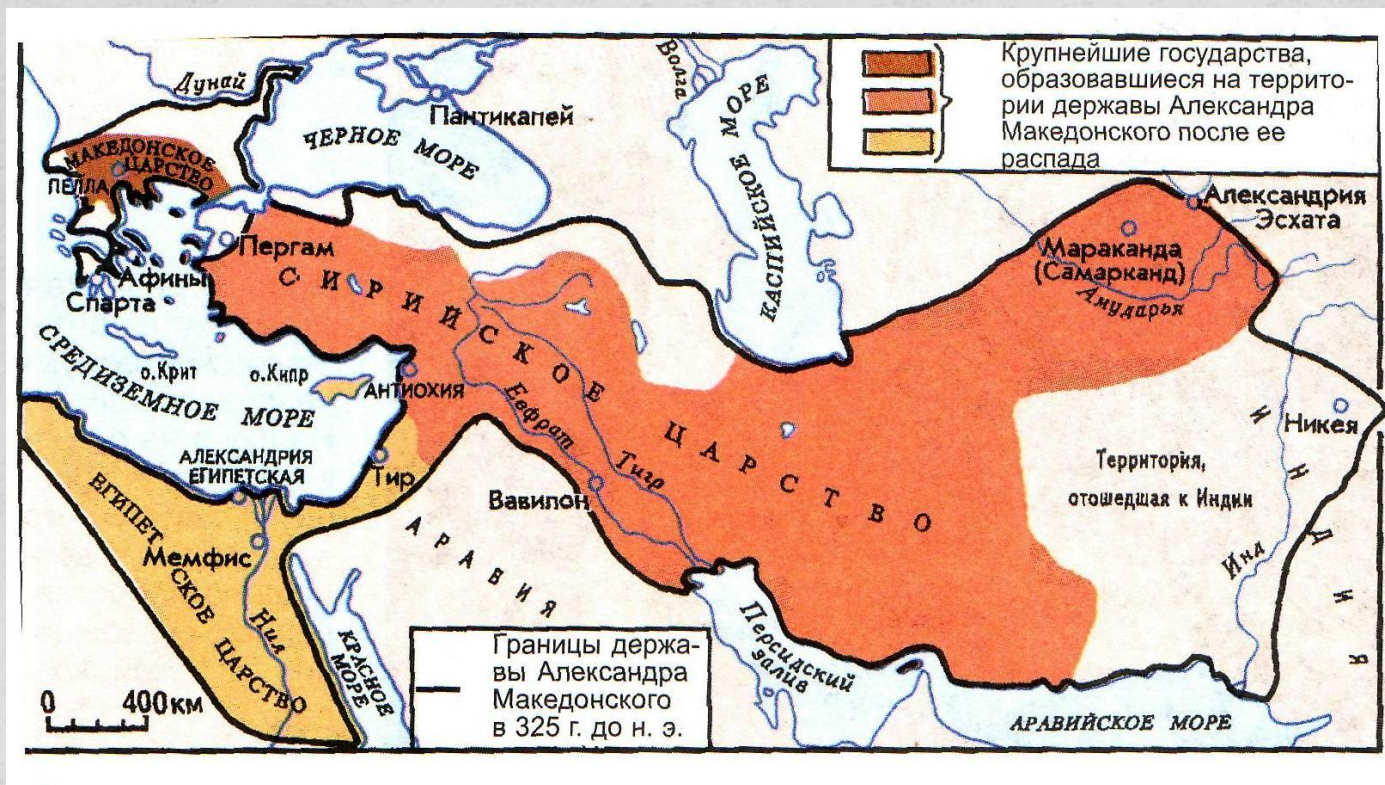 Крупнейшие государства,
образовавшиеся на террито-
рии державы Александра
Македонского после ее
распада
Дунай
Волга
Пантикапей
ЧЕРНОЕ МОРЕ
КАСПИЙСКОЕ МОРЕ
МАКЕДОНСКОЕ
ЦАРСТВО
ПЕЛЛА
Александрия
Эсхата
Мараканда
(Самарканд)
Амударья
Пергам
Афины
Спарта
СИРИЙСКОЕ ЦАРСТВО
СРЕДИЗЕМНОЕ МОРЕ
о.Крит
о.Кипр
АНТИОХИЯ
Евфрат
Тигр
Никея
ИНДИЯ
Территория,
отошедшая к Индии
Инд
АЛЕКСАНДРИЯ
ЕГИПЕТСКАЯ
Тир
Вавилон
АРАВИЯ
ЕГИПЕТСКОЕ ЦАРСТВО
Мемфис
Нил
КРАСНОЕ
МОРЕ
Персидский
залив
АРАВИЙСКОЕ МОРЕ
0 400км
Границы держа-
вы Александра
Македонского
в 325 г. до н. э.